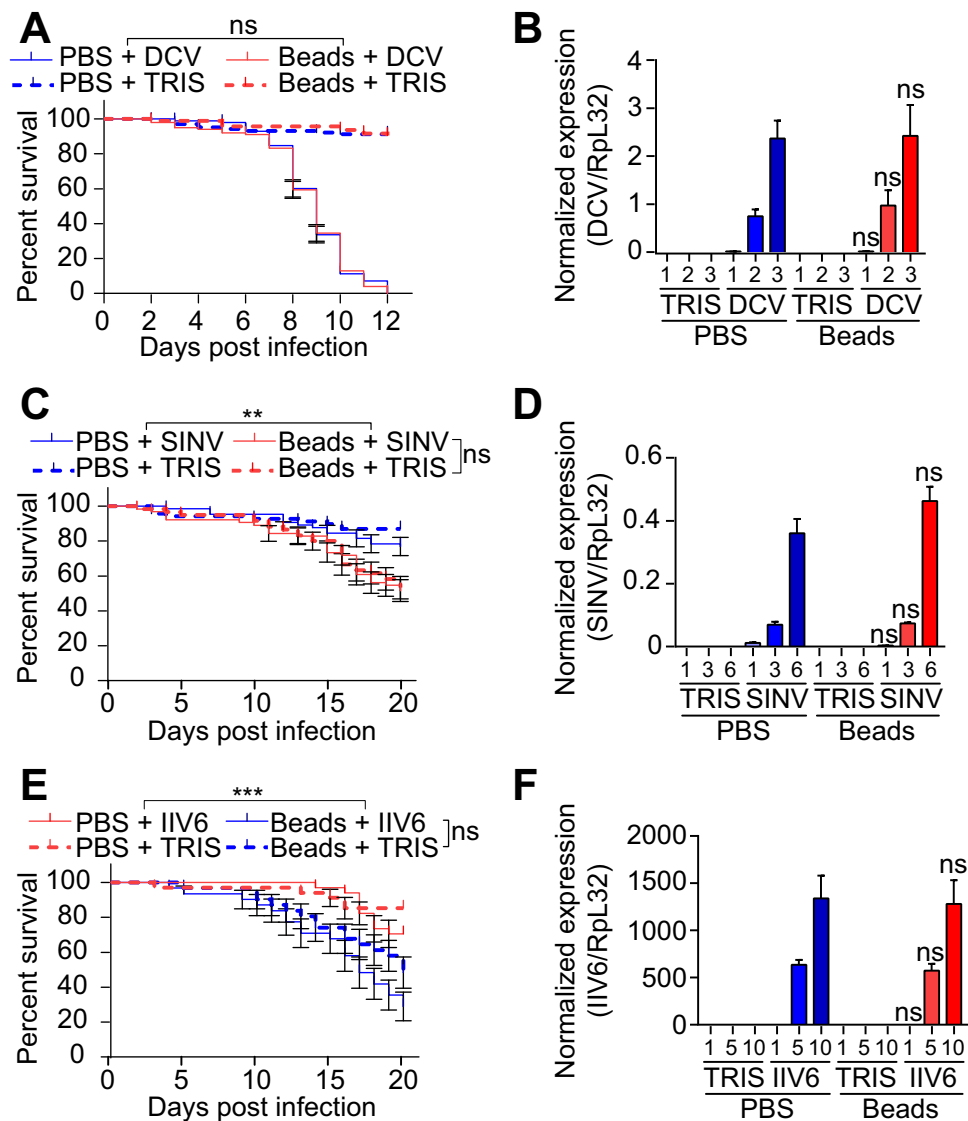 A
ns
PBS + DCV Beads + DCV
PBS + TRIS Beads + TRIS
Percent survival
100
80
60
40
20
0
0 2 4 6 8 10 12
Days post infection
B
Normalized expression
(DCV/RpL32)
4
3
2
1
0
ns
ns
ns
1 2 3 1 2 3 1 2 3 1 2 3
TRIS DCV TRIS DCV
PBS Beads
C
**
PBS + SINV Beads + SINV
PBS + TRIS Beads + TRIS
ns
Percent survival
100
80
60
40
20
0
0 5 10 15 20
Days post infection
D
Normalized expression
(SINV/RpL32)
0.6
0.4
0.2
0
ns
ns
ns
1 3 6 1 3 6 1 3 6 1 3 6
TRIS SINV TRIS SINV
PBS Beads
E
***
PBS + IIV6 Beads + IIV6
PBS + TRIS Beads + TRIS
ns
Percent survival
100
80
60
40
20
0
0 5 10 15 20
Days post infection
F
Normalized expression
(IIV6/RpL32)
2000
1500
1000
500
0
ns
ns
ns
1 5 10 1 5 10 1 5 10 1 5 10
TRIS IIV6 TRIS IIV6
PBS Beads